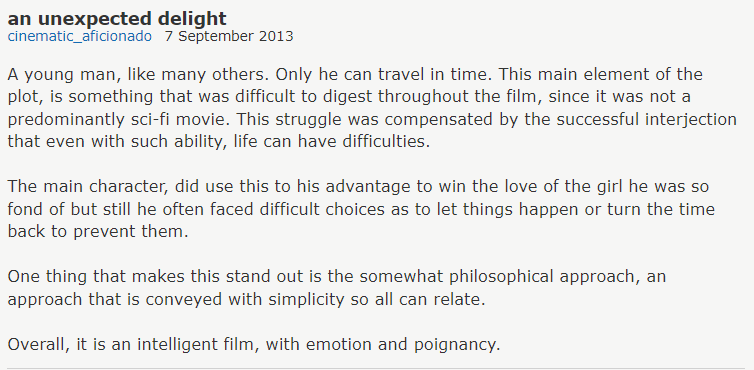 an unexpected delight
cinematic_aficionado 7 September 2013
A young man, like many others. Only he can travel in time. This main element of the
plot, is something that was difficult to digest throughout the film, since it was not a
predominantly sci-fi movie. This struggle was compensated by the successful interjection
that even with such ability, life can have difficulties.
The main character, did use this to his advantage to win the love of the girl he was so
fond of but still he often faced difficult choices as to let things happen or turn the time
back to prevent them.
One thing that makes this stand out is the somewhat philosophical approach, an
approach that is conveyed with simplicity so all can relate.
Overall, it is an intelligent film, with emotion and poignancy.